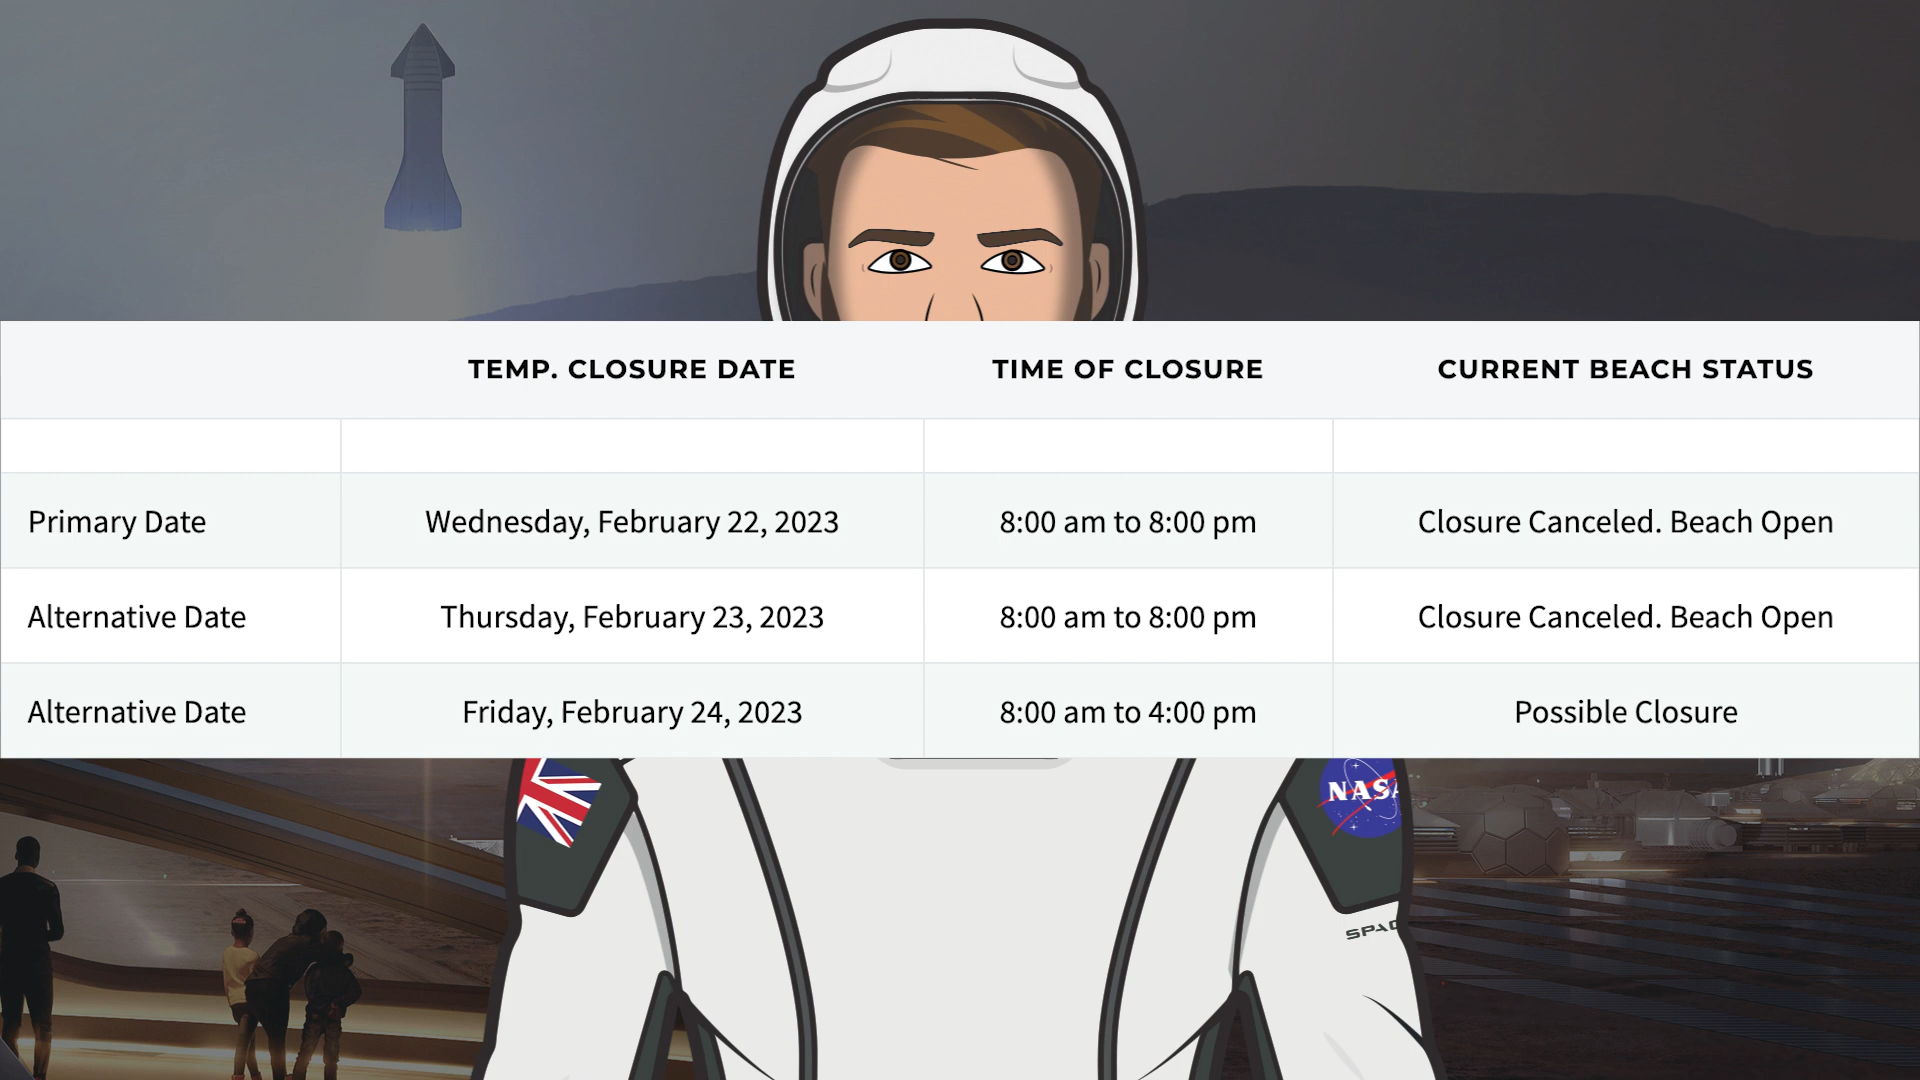 TEMP. CLOSURE DATE TIME OF CLOSURE CURRENT BEACH STATUS
Primary Date Wednesday, February 22, 2023 8:00 am to 8:00 pm Closure Canceled. Beach Open
Alternative Date Thursday, February 23, 2023 8:00 am to 8:00 pm Closure Canceled. Beach Open
Alternative Date Friday, February 24, 2023 8:00 am to 4:00 pm Possible Closure
NASA
SPAC